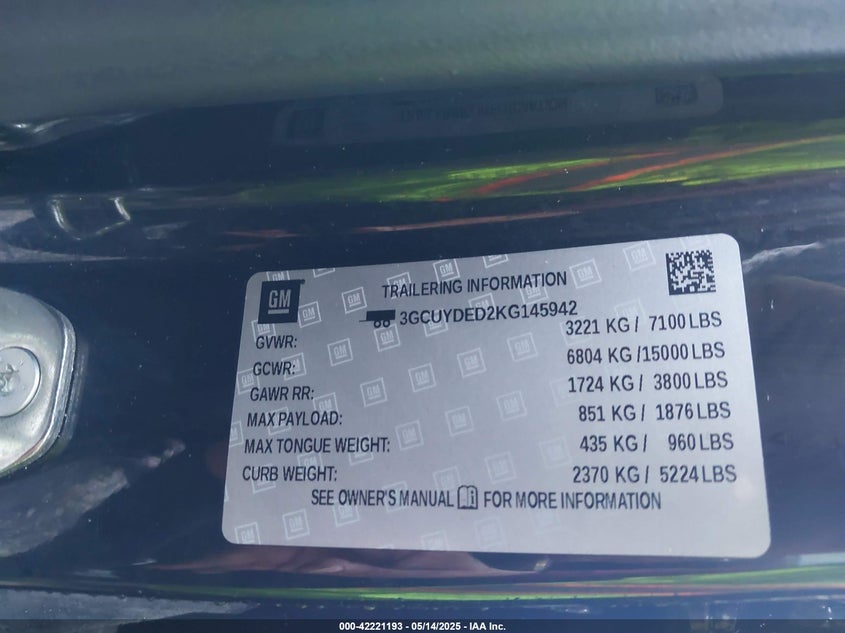 GM
TRAILERING INFORMATION
3GCUYDED2KG145942
GVWR: 3221 KG / 7100 LBS
GCWR: 6804 KG /15000 LBS
GAWR RR: 1724 KG / 3800 LBS
MAX PAYLOAD: 851 KG / 1876 LBS
MAX TONGUE WEIGHT: 435 KG / 960 LBS
CURB WEIGHT: 2370 KG / 5224 LBS
SEE OWNER'S MANUAL FOR MORE INFORMATION
000-42221193 - 05/14/2025 - IAA Inc.